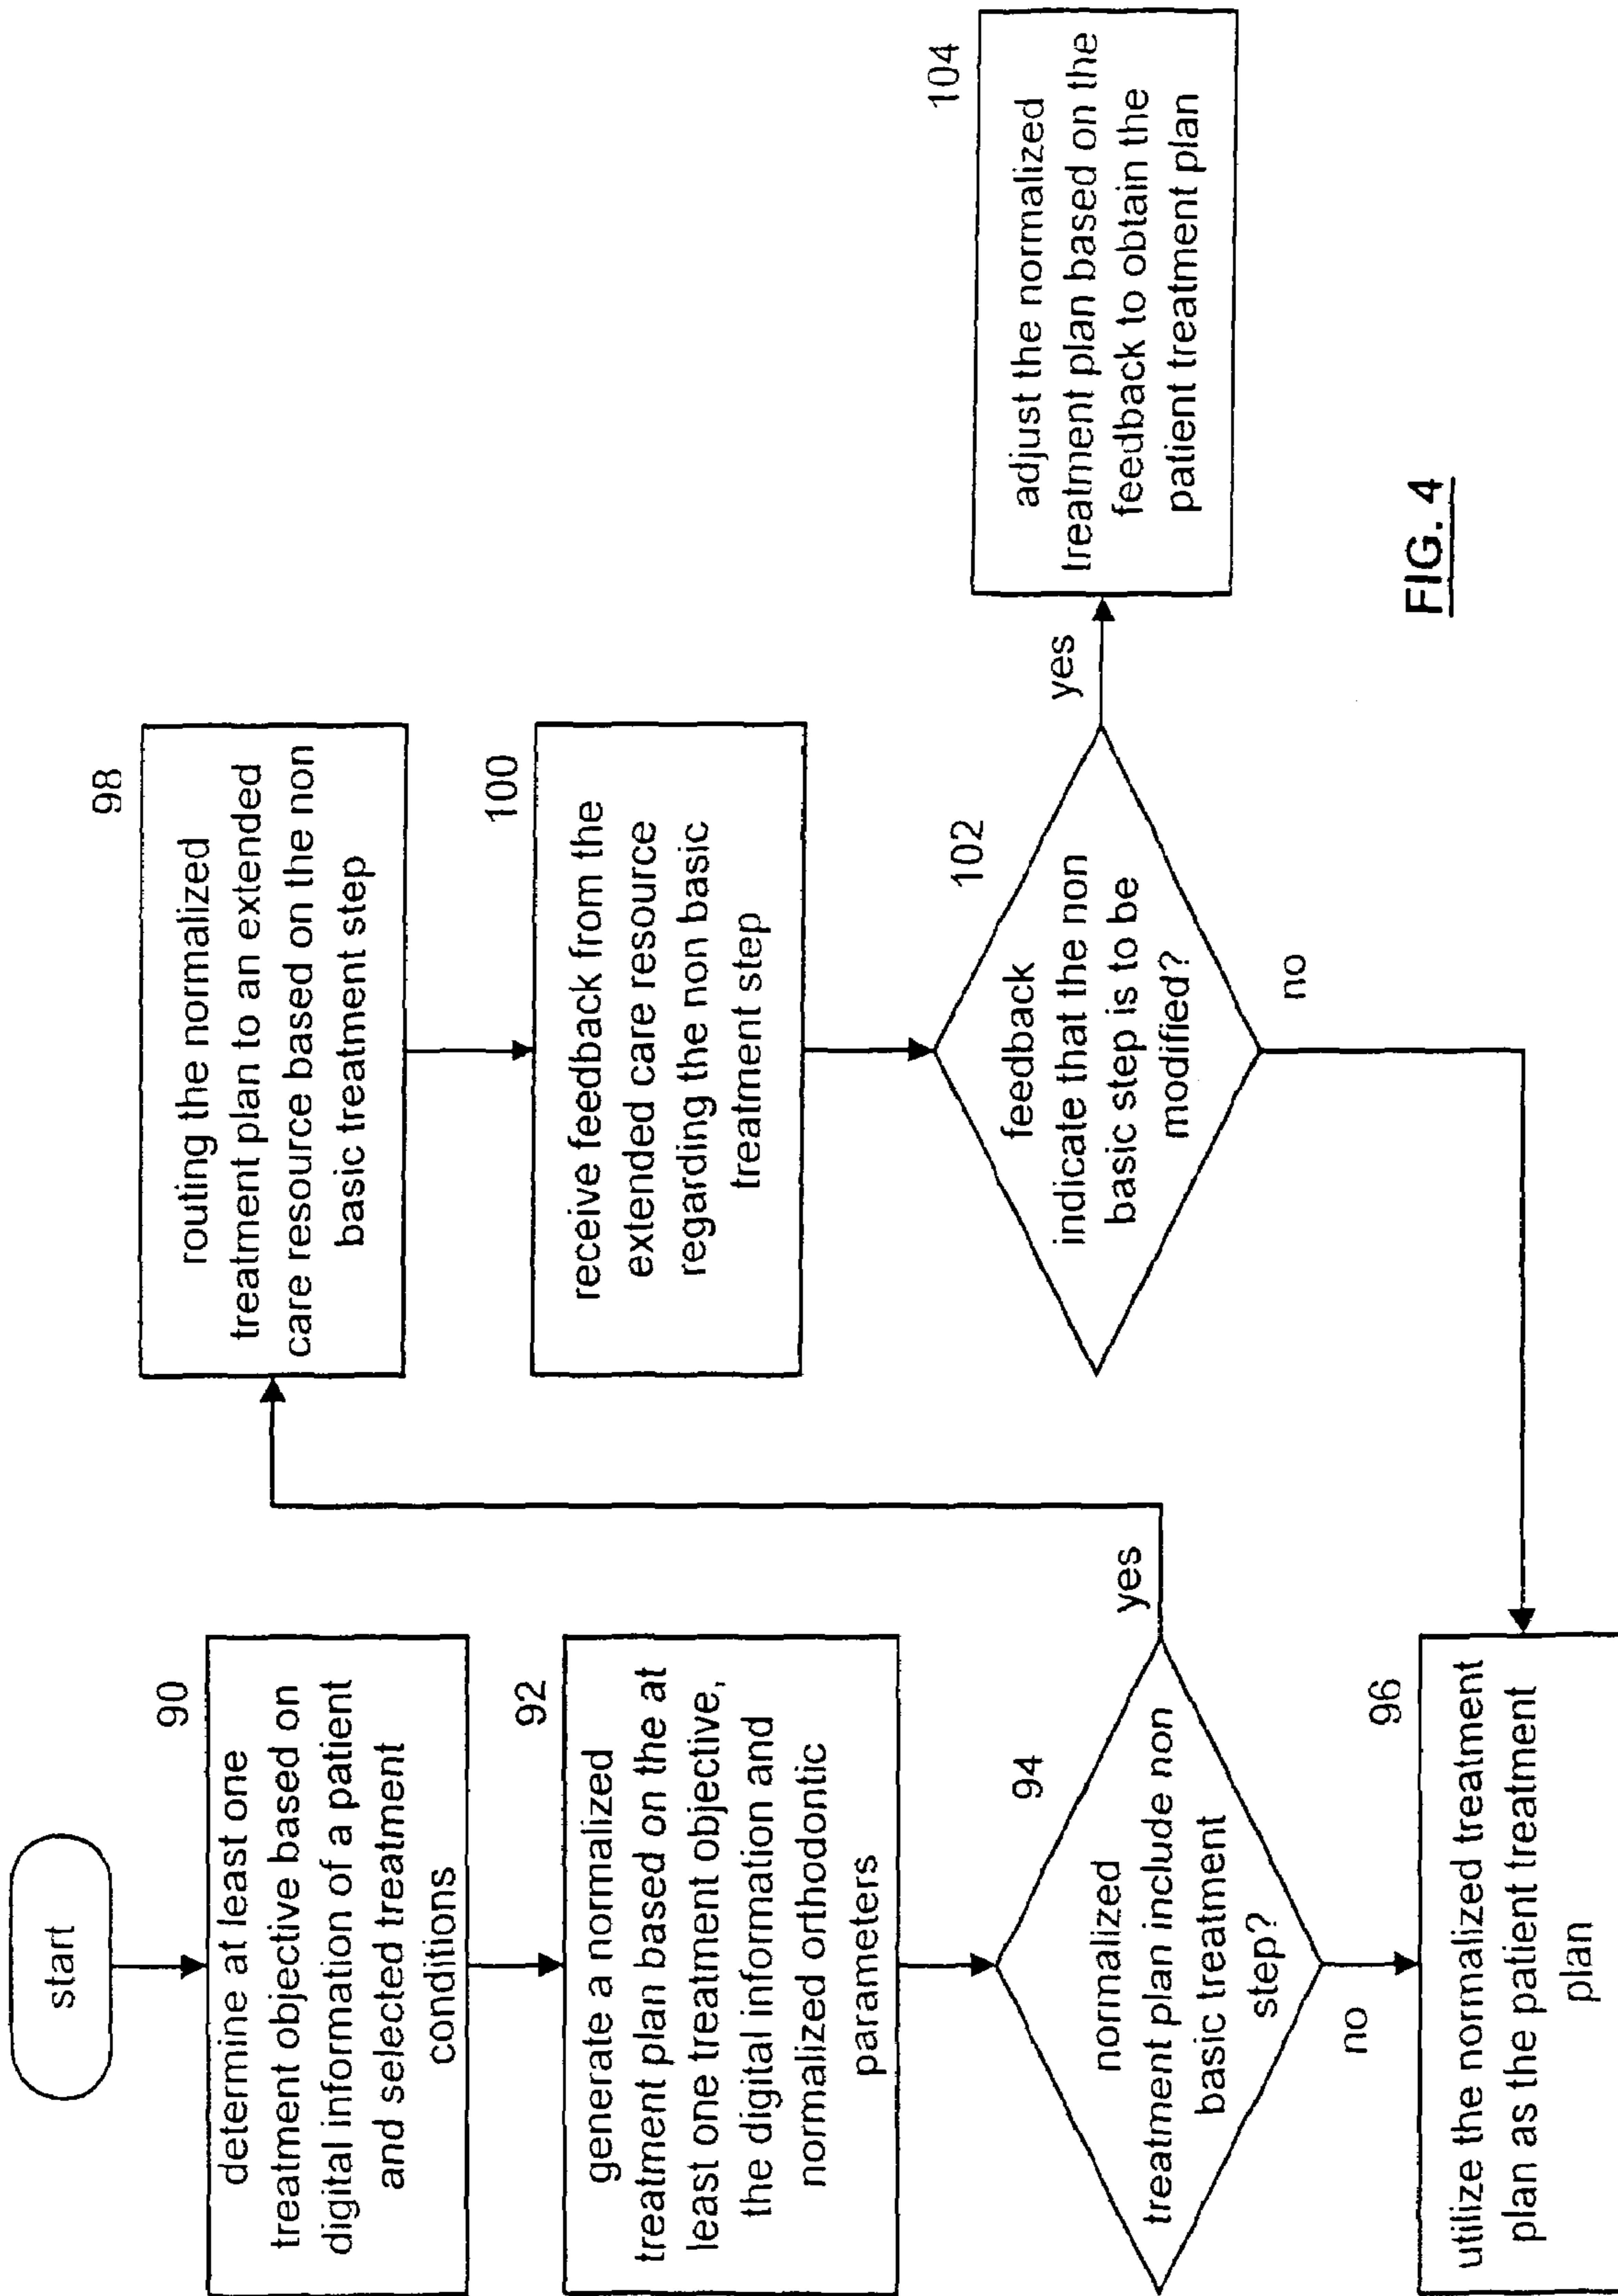 start
90
determine at least one
treatment objective based on
digital information of a patient
and selected treatment
conditions
92
generate a normalized
treatment plan based on the at
least one treatment objective,
the digital information and
normalized orthodontic
parameters
94
normalized
treatment plan include non
basic treatment
step?
yes
no
96
utilize the normalized treatment
plan as the patient treatment
plan
98
routing the normalized
treatment plan to an extended
care resource based on the non
basic treatment step
100
receive feedback from the
extended care resource
regarding the non basic
treatment step
102
feedback
indicate that the non
basic step is to be
modified?
yes
no
104
adjust the normalized
treatment plan based on the
feedback to obtain the
patient treatment plan
FIG. 4